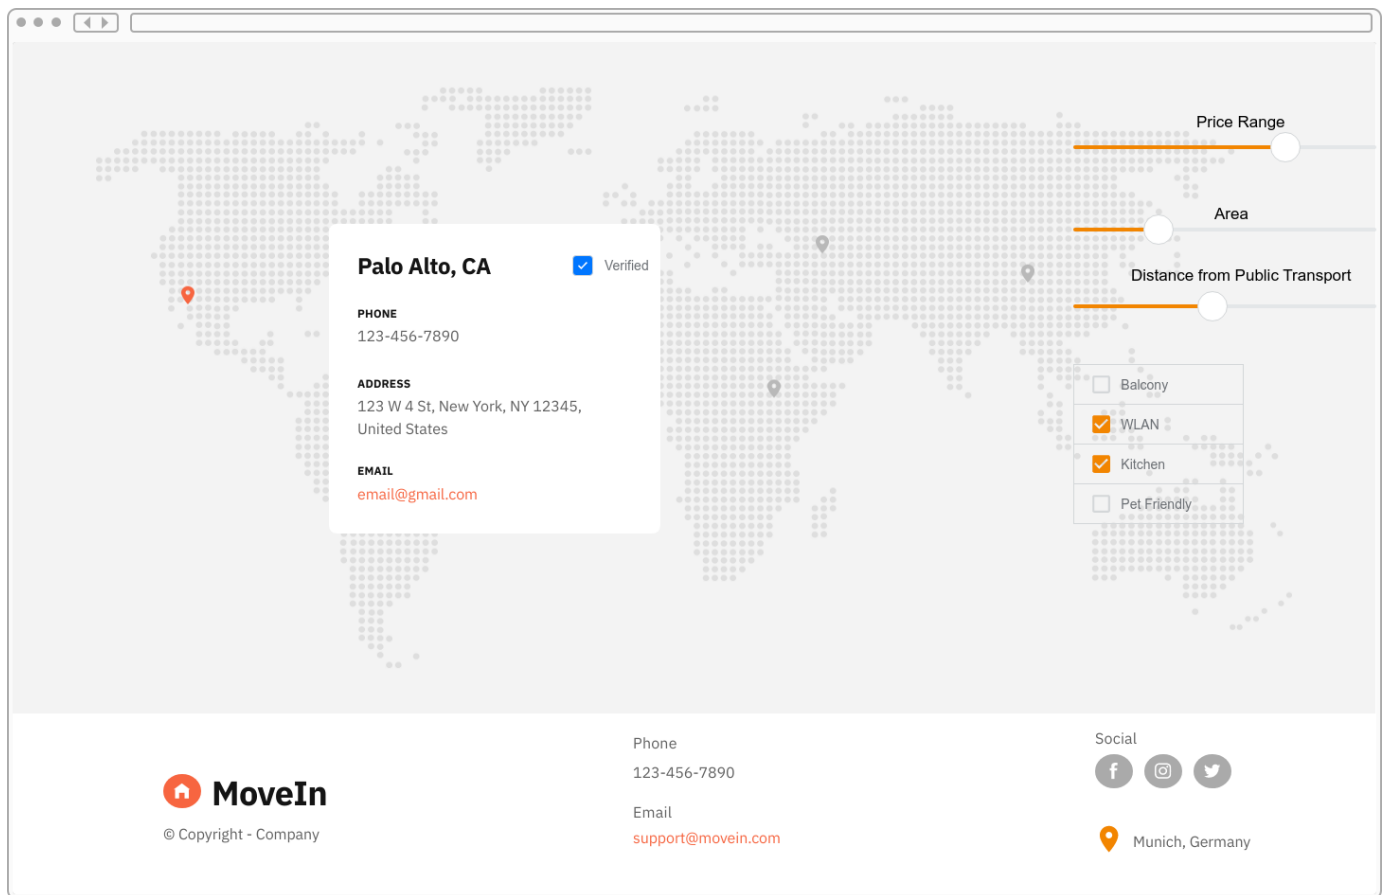 Price Range
Area
Distance from Public Transport
Palo Alto, CA
Verified
PHONE
123-456-7890
ADDRESS
123 W 4 St, New York, NY 12345,
United States
EMAIL
email@gmail.com
Balcony
WLAN
Kitchen
Pet Friendly
MoveIn
© Copyright - Company
Phone
123-456-7890
Email
support@movein.com
Social
Munich, Germany